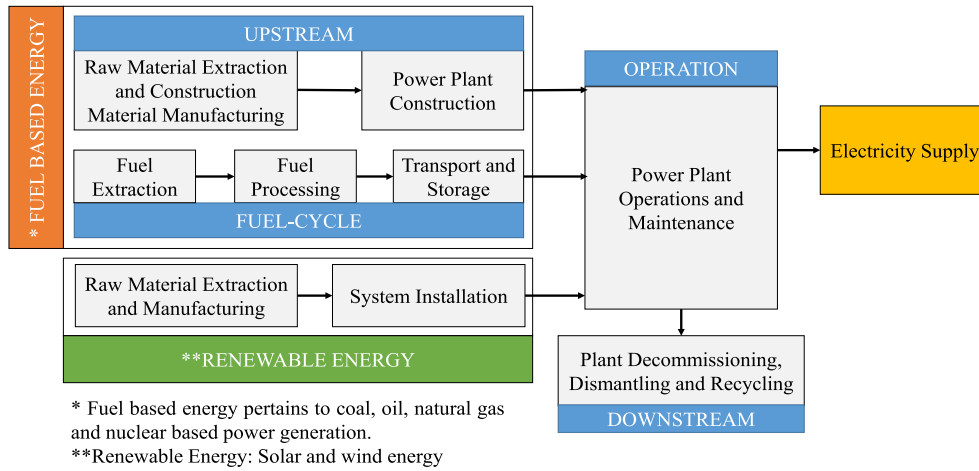 * FUEL BASED ENERGY
UPSTREAM
Raw Material Extraction
and Construction
Material Manufacturing
Power Plant
Construction
Fuel
Extraction
Fuel
Processing
Transport and
Storage
FUEL-CYCLE
Raw Material Extraction
and Manufacturing
System Installation
**RENEWABLE ENERGY
OPERATION
Power Plant
Operations and
Maintenance
Electricity Supply
Plant Decommissioning,
Dismantling and Recycling
DOWNSTREAM
* Fuel based energy pertains to coal, oil, natural gas
and nuclear based power generation.
**Renewable Energy: Solar and wind energy